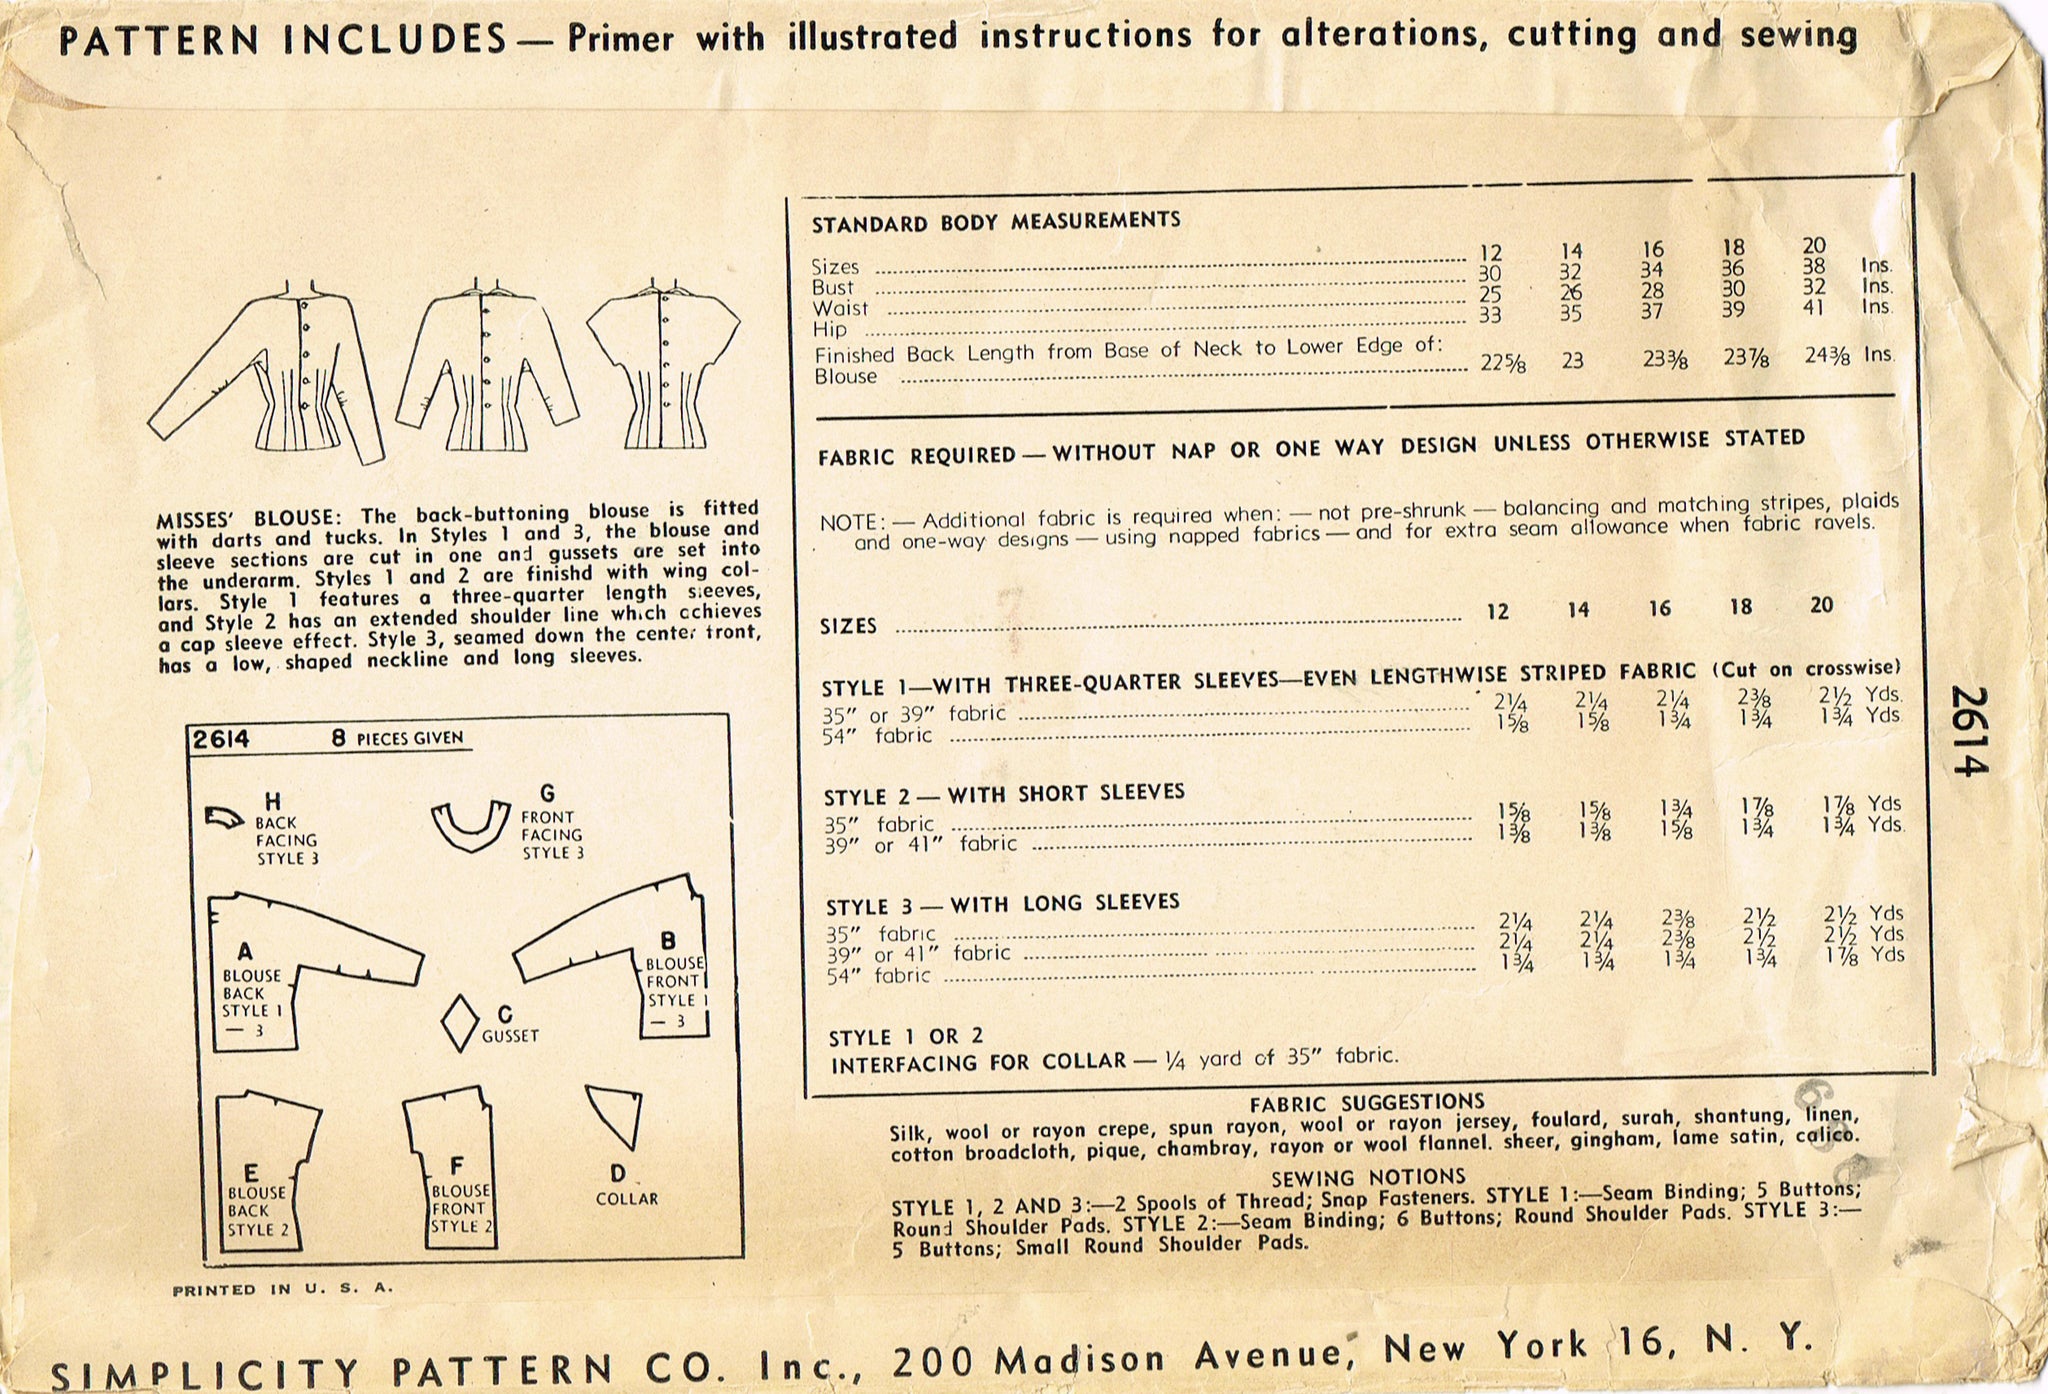 PATTERN INCLUDES — Primer with illustrated instructions for alterations, cutting and sewing
MISSES' BLOUSE: The back-buttoning blouse is fitted
with darts and tucks. In Styles 1 and 3, the blouse and
sleeve sections are cut in one and gussets are set into
the underarm. Styles 1 and 2 are finishd with wing col-
lars. Style 1 features a three-quarter length sleeves,
and Style 2 has an extended shoulder line which cchieves
a cap sleeve effect. Style 3, seamed down the center front,
has a low, shaped neckline and long sleeves.
2614 8 PIECES GIVEN
H
BACK
FACING
STYLE 3
G
FRONT
FACING
STYLE 3
A
BLOUSE
BACK
STYLE 1
— 3
B
BLOUSE
FRONT
STYLE 1
— 3
C
GUSSET
E
BLOUSE
BACK
STYLE 2
F
BLOUSE
FRONT
STYLE 2
D
COLLAR
PRINTED IN U. S. A.
STANDARD BODY MEASUREMENTS
Sizes 12 14 16 18 20
Bust 30 32 34 36 38 Ins.
Waist 25 26 28 30 32 Ins.
Hip 33 35 37 39 41 Ins.
Finished Back Length from Base of Neck to Lower Edge of:
Blouse 22⅝ 23 23⅜ 23⅞ 24⅜ Ins.
FABRIC REQUIRED — WITHOUT NAP OR ONE WAY DESIGN UNLESS OTHERWISE STATED
NOTE: — Additional fabric is required when: — not pre-shrunk — balancing and matching stripes, plaids
and one-way designs — using napped fabrics — and for extra seam allowance when fabric ravels.
SIZES 12 14 16 18 20
STYLE 1—WITH THREE-QUARTER SLEEVES—EVEN LENGTHWISE STRIPED FABRIC (Cut on crosswise)
35" or 39" fabric 2¼ 2¼ 2¼ 2⅜ 2½ Yds.
54" fabric 1⅝ 1⅝ 1¾ 1¾ 1¾ Yds
STYLE 2 — WITH SHORT SLEEVES
35" fabric 1⅝ 1⅝ 1¾ 1⅞ 1⅞ Yds
39" or 41" fabric 1⅜ 1⅜ 1⅝ 1¾ 1¾ Yds.
STYLE 3 — WITH LONG SLEEVES
35" fabric 2¼ 2¼ 2⅜ 2½ 2½ Yds
39" or 41" fabric 2¼ 2¼ 2⅜ 2½ 2½ Yds
54" fabric 1¾ 1¾ 1¾ 1¾ 1⅞ Yds
STYLE 1 OR 2
INTERFACING FOR COLLAR — ¼ yard of 35" fabric.
2614
FABRIC SUGGESTIONS
Silk, wool or rayon crepe, spun rayon, wool or rayon jersey, foulard, surah, shantung, linen,
cotton broadcloth, pique, chambray, rayon or wool flannel. sheer, gingham, lame satin, calico.
SEWING NOTIONS
STYLE 1, 2 AND 3:—2 Spools of Thread; Snap Fasteners. STYLE 1:—Seam Binding; 5 Buttons;
Round Shoulder Pads. STYLE 2:—Seam Binding; 6 Buttons; Round Shoulder Pads. STYLE 3:—
5 Buttons; Small Round Shoulder Pads.
SIMPLICITY PATTERN CO. Inc., 200 Madison Avenue, New York 16, N. Y.